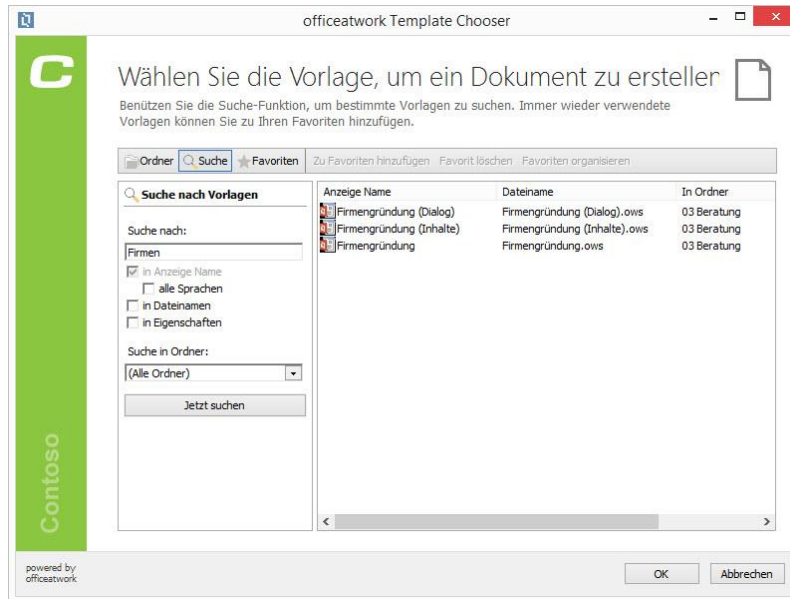 officeatwork Template Chooser
C
Wählen Sie die Vorlage, um ein Dokument zu erstellen
Benützen Sie die Suche-Funktion, um bestimmte Vorlagen zu suchen. Immer wieder verwendete
Vorlagen können Sie zu Ihren Favoriten hinzufügen.
Ordner Suche Favoriten Zu Favoriten hinzufügen Favorit löschen Favoriten organisieren
Suche nach Vorlagen
Suche nach:
Firmen
in Anzeige Name
alle Sprachen
in Dateinamen
in Eigenschaften
Suche in Ordner:
(Alle Ordner)
Jetzt suchen
Anzeige Name Dateiname In Ordner
Firmengründung (Dialog) Firmengründung (Dialog).ows 03 Beratung
Firmengründung (Inhalte) Firmengründung (Inhalte).ows 03 Beratung
Firmengründung Firmengründung.ows 03 Beratung
Contoso
powered by
officeatwork
OK Abbrechen